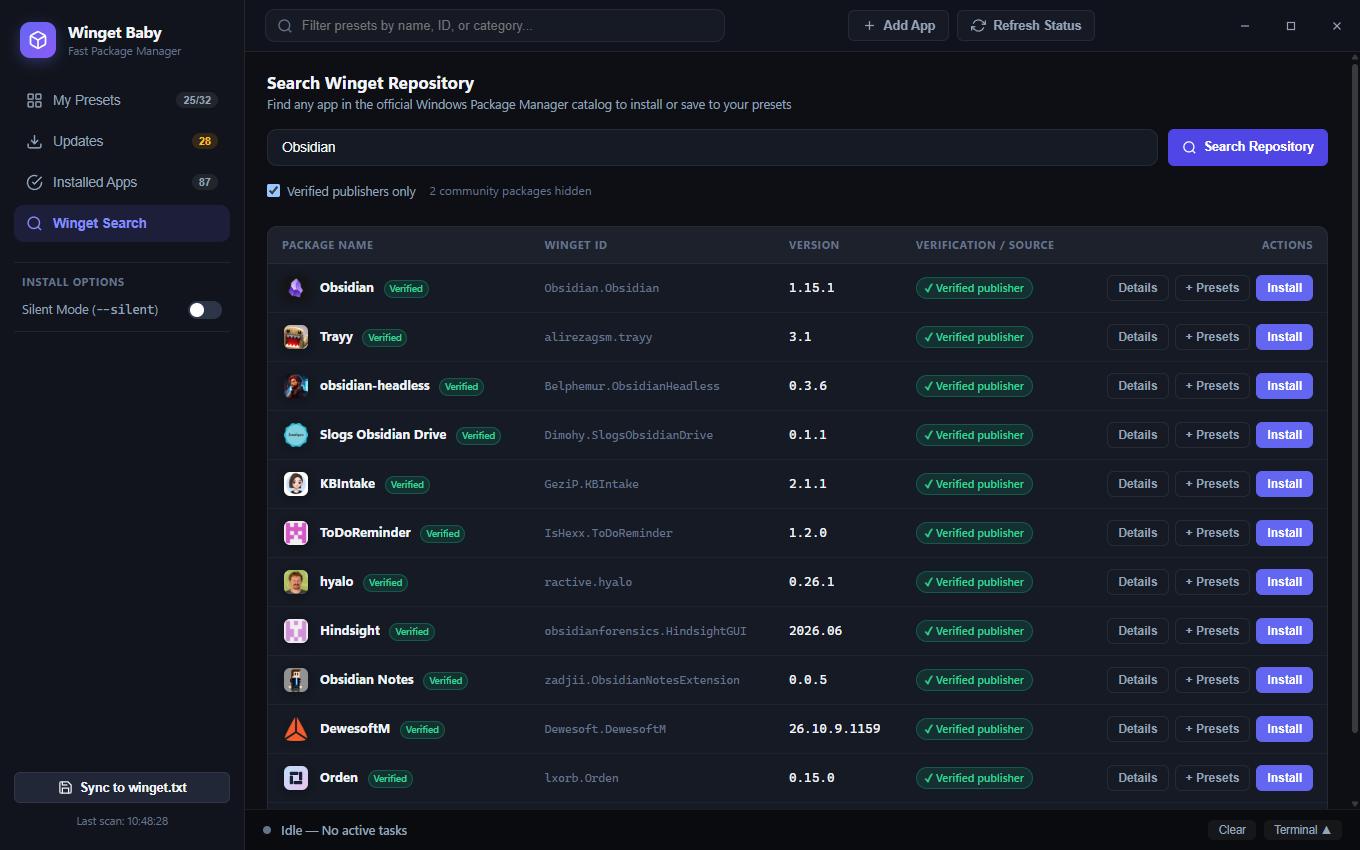 Winget Baby
Fast Package Manager
My Presets 25/32
Updates 28
Installed Apps 87
Winget Search
INSTALL OPTIONS
Silent Mode (--silent)
Sync to winget.txt
Last scan: 10:48:28
Filter presets by name, ID, or category...
+ Add App
Refresh Status
Search Winget Repository
Find any app in the official Windows Package Manager catalog to install or save to your presets
Obsidian
Search Repository
Verified publishers only 2 community packages hidden
PACKAGE NAME WINGET ID VERSION VERIFICATION / SOURCE ACTIONS
Obsidian Verified Obsidian.Obsidian 1.15.1 ✓ Verified publisher Details + Presets Install
Trayy Verified alirezagsm.trayy 3.1 ✓ Verified publisher Details + Presets Install
obsidian-headless Verified Belphemur.ObsidianHeadless 0.3.6 ✓ Verified publisher Details + Presets Install
Slogs Obsidian Drive Verified Dimohy.SlogsObsidianDrive 0.1.1 ✓ Verified publisher Details + Presets Install
KBIntake Verified GeziP.KBIntake 2.1.1 ✓ Verified publisher Details + Presets Install
ToDoReminder Verified IsHexx.ToDoReminder 1.2.0 ✓ Verified publisher Details + Presets Install
hyalo Verified ractive.hyalo 0.26.1 ✓ Verified publisher Details + Presets Install
Hindsight Verified obsidianforensics.HindsightGUI 2026.06 ✓ Verified publisher Details + Presets Install
Obsidian Notes Verified zadjii.ObsidianNotesExtension 0.0.5 ✓ Verified publisher Details + Presets Install
DewesoftM Verified Dewesoft.DewesoftM 26.10.9.1159 ✓ Verified publisher Details + Presets Install
Orden Verified lxorb.Orden 0.15.0 ✓ Verified publisher Details + Presets Install
Idle — No active tasks
Clear
Terminal ▲